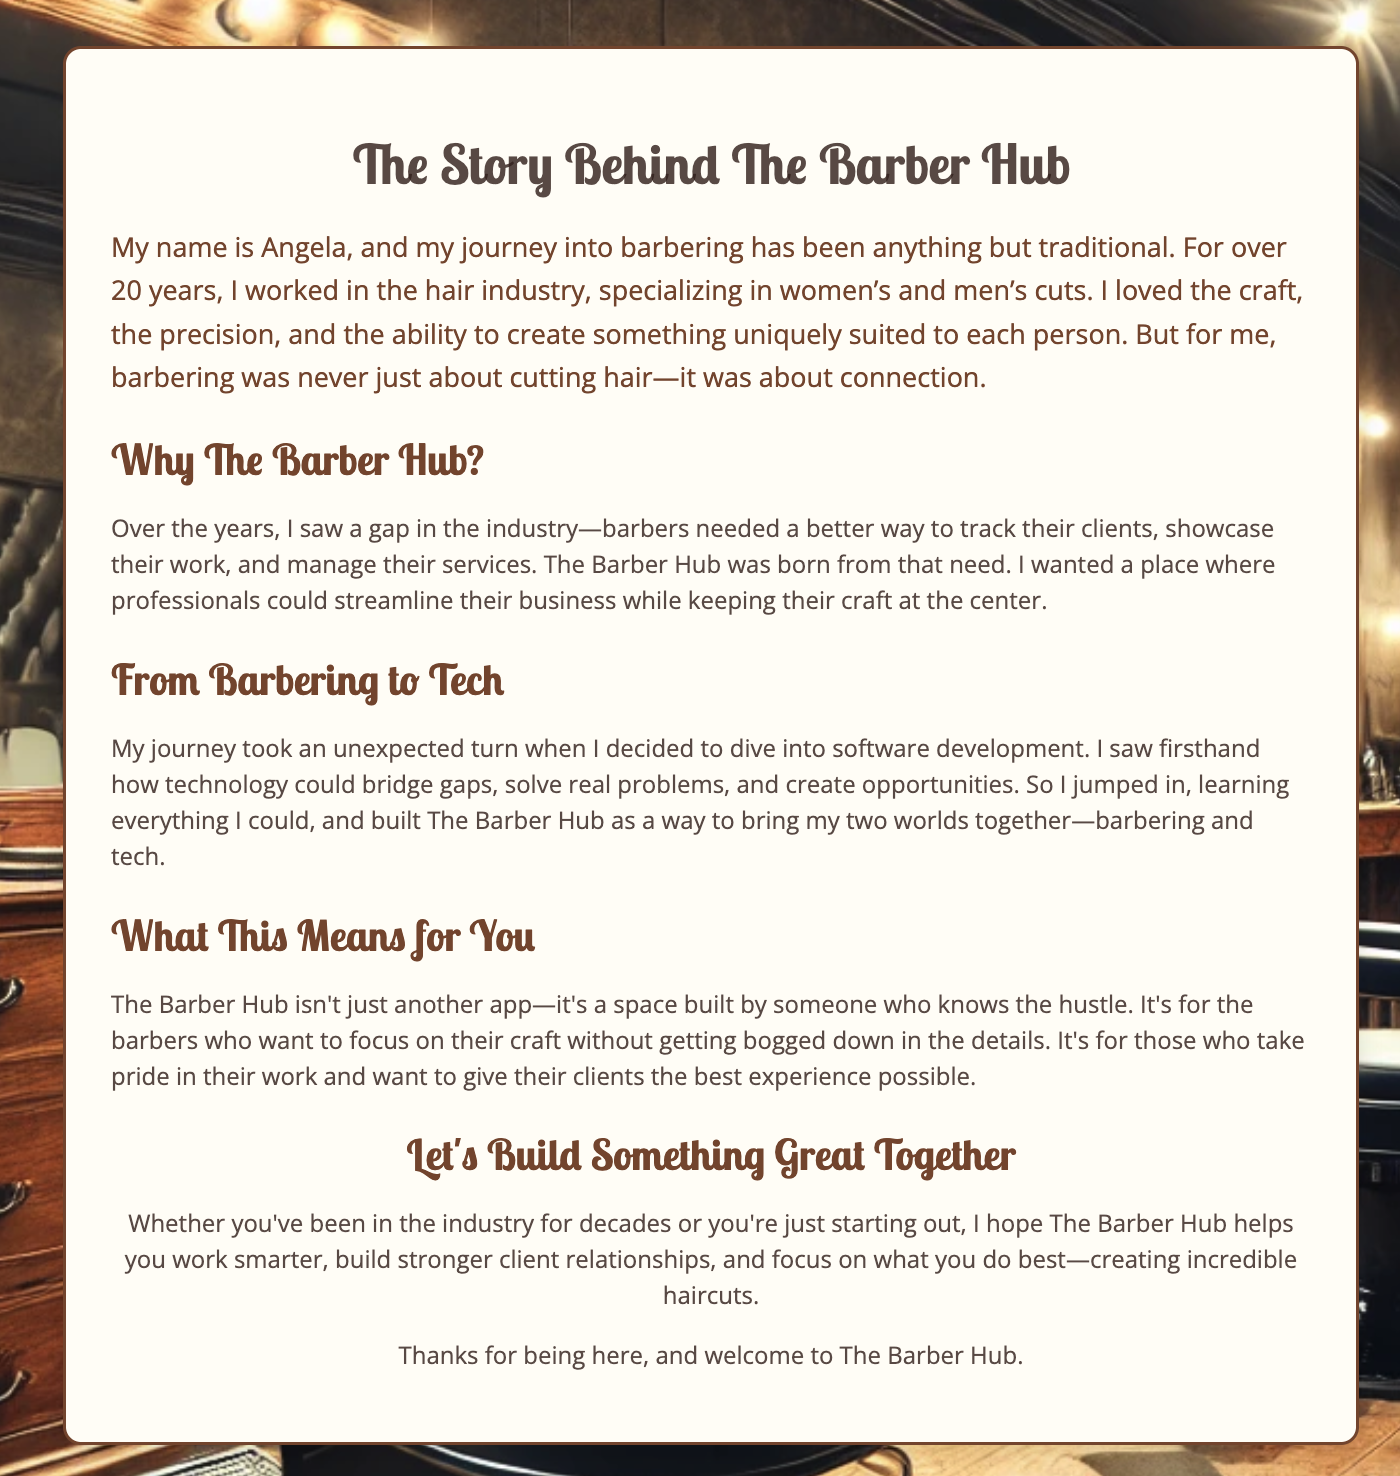 The Story Behind The Barber Hub
My name is Angela, and my journey into barbering has been anything but traditional. For over
20 years, I worked in the hair industry, specializing in women’s and men’s cuts. I loved the craft,
the precision, and the ability to create something uniquely suited to each person. But for me,
barbering was never just about cutting hair—it was about connection.
Why The Barber Hub?
Over the years, I saw a gap in the industry—barbers needed a better way to track their clients, showcase
their work, and manage their services. The Barber Hub was born from that need. I wanted a place where
professionals could streamline their business while keeping their craft at the center.
From Barbering to Tech
My journey took an unexpected turn when I decided to dive into software development. I saw firsthand
how technology could bridge gaps, solve real problems, and create opportunities. So I jumped in, learning
everything I could, and built The Barber Hub as a way to bring my two worlds together—barbering and
tech.
What This Means for You
The Barber Hub isn't just another app—it's a space built by someone who knows the hustle. It's for the
barbers who want to focus on their craft without getting bogged down in the details. It's for those who take
pride in their work and want to give their clients the best experience possible.
Let's Build Something Great Together
Whether you've been in the industry for decades or you're just starting out, I hope The Barber Hub helps
you work smarter, build stronger client relationships, and focus on what you do best—creating incredible
haircuts.
Thanks for being here, and welcome to The Barber Hub.